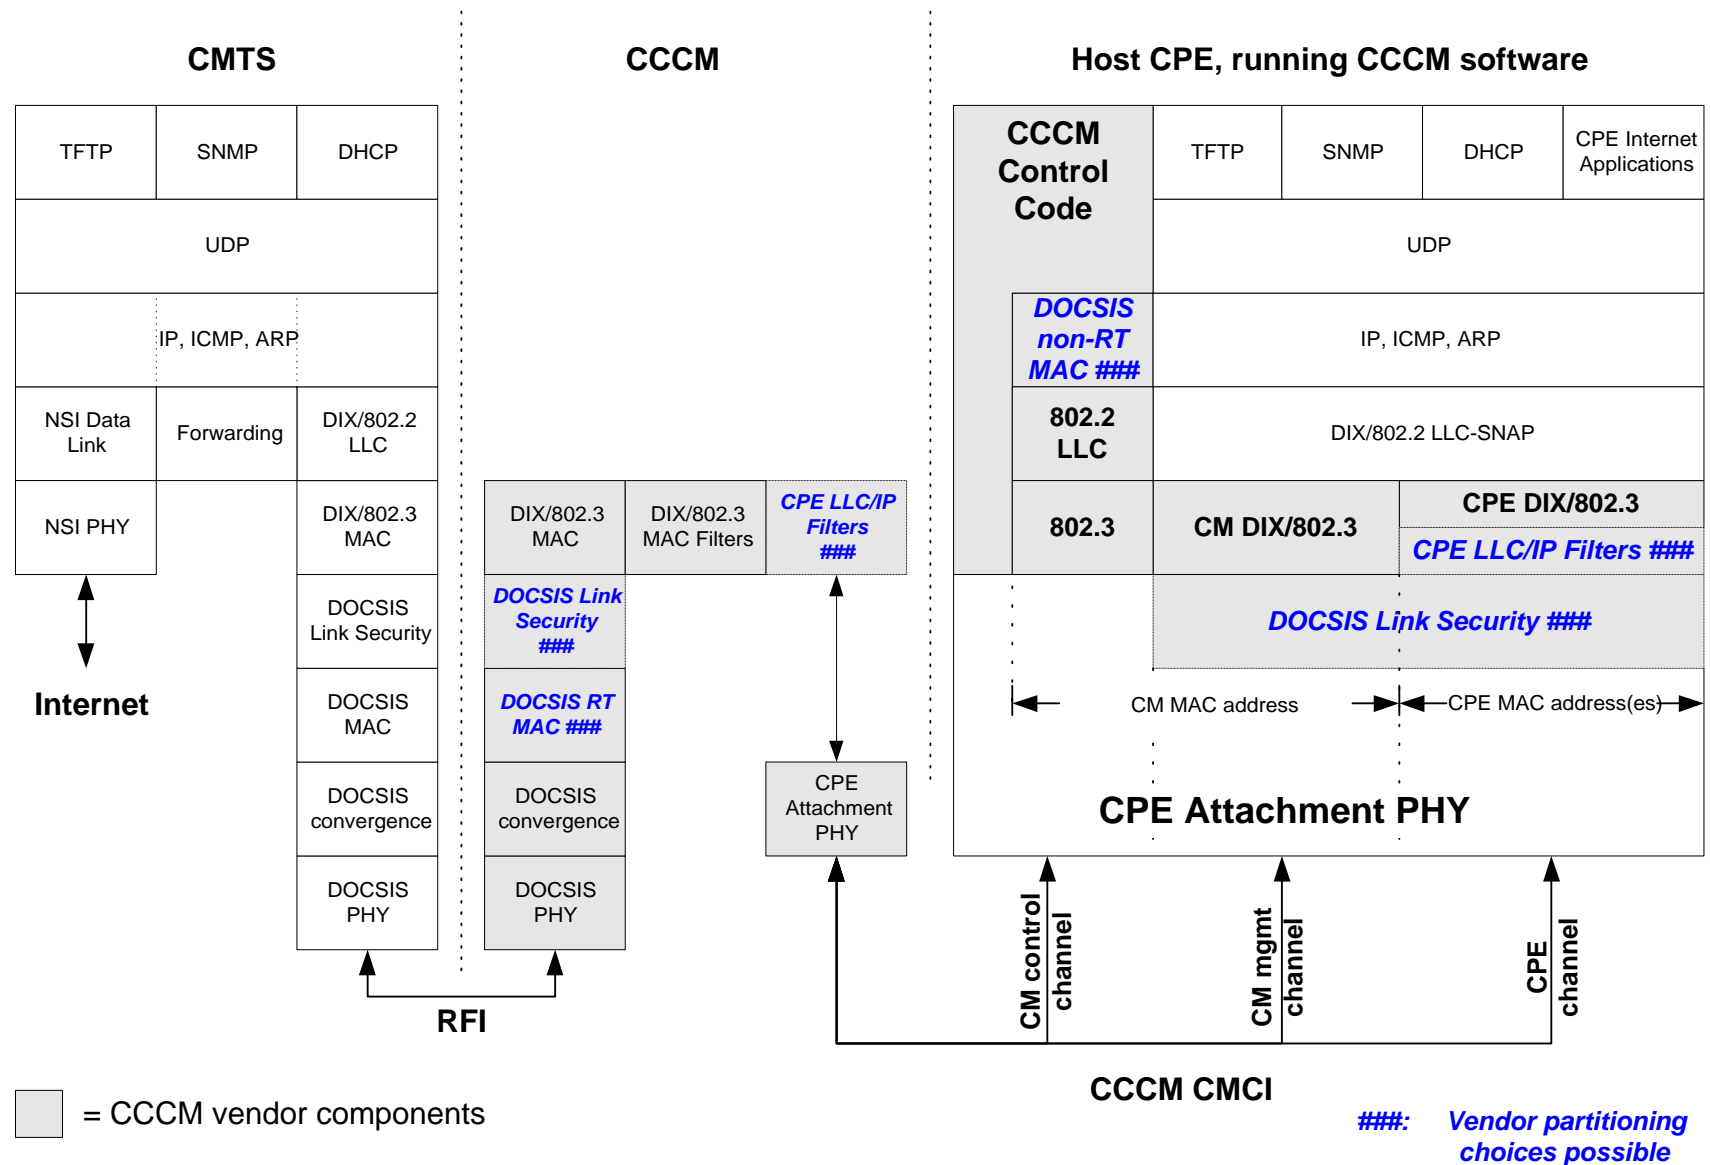 CMTS
CCCM
Host CPE, running CCCM software
TFTP
SNMP
DHCP
UDP
IP, ICMP, ARP
NSI Data
Link
Forwarding
DIX/802.2
LLC
NSI PHY
DIX/802.3
MAC
DOCSIS
Link Security
DOCSIS
MAC
DOCSIS
convergence
DOCSIS
PHY
Internet
DIX/802.3
MAC
DIX/802.3
MAC Filters
CPE LLC/IP
Filters
###
DOCSIS Link
Security
###
DOCSIS RT
MAC ###
DOCSIS
convergence
DOCSIS
PHY
CPE
Attachment
PHY
RFI
CCCM
Control
Code
TFTP
SNMP
DHCP
CPE Internet
Applications
UDP
DOCSIS
non-RT
MAC ###
IP, ICMP, ARP
802.2
LLC
DIX/802.2 LLC-SNAP
802.3
CM DIX/802.3
CPE DIX/802.3
CPE LLC/IP Filters ###
DOCSIS Link Security ###
CM MAC address
CPE MAC address(es)
CPE Attachment PHY
CM control
channel
CM mgmt
channel
CPE
channel
CCCM CMCI
= CCCM vendor components
###: Vendor partitioning
choices possible